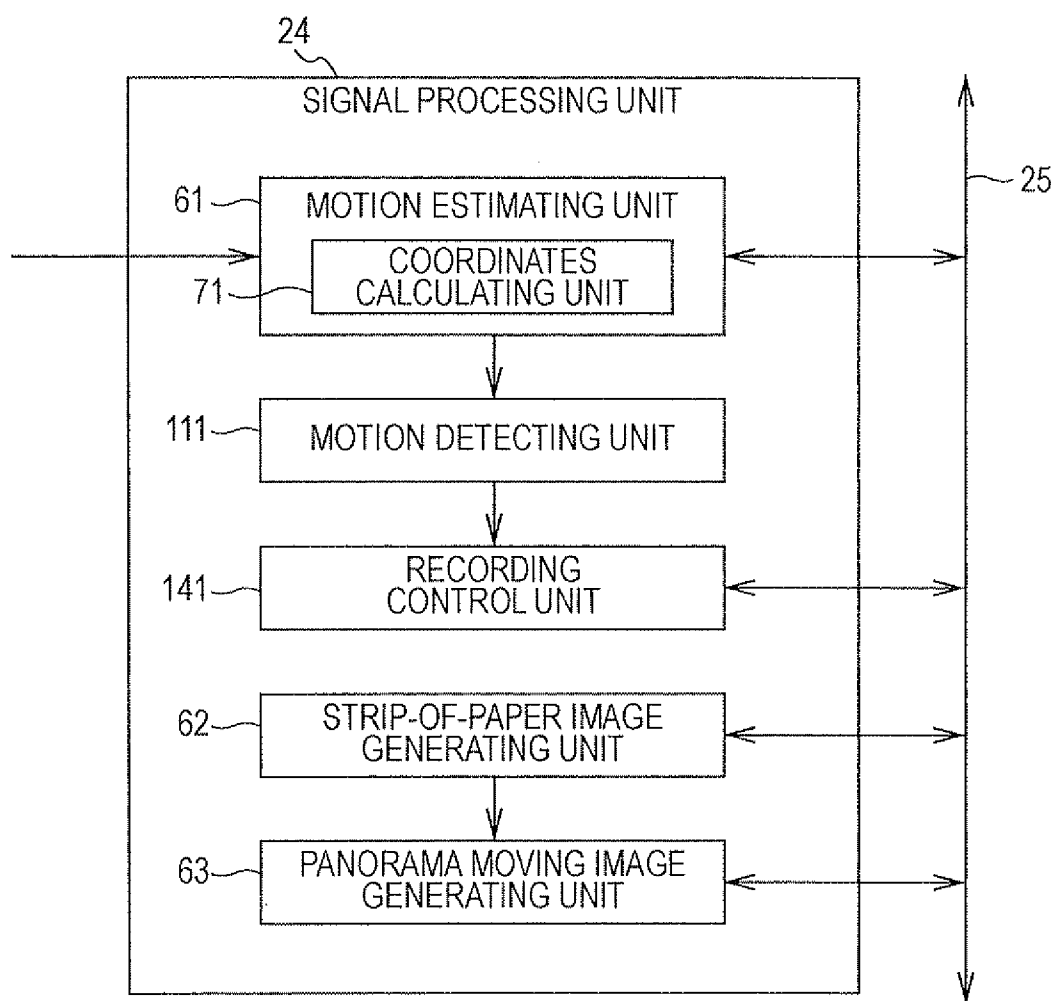 24
SIGNAL PROCESSING UNIT
61
MOTION ESTIMATING UNIT
25
71
COORDINATES
CALCULATING UNIT
111
MOTION DETECTING UNIT
141
RECORDING
CONTROL UNIT
62
STRIP-OF-PAPER IMAGE
GENERATING UNIT
63
PANORAMA MOVING IMAGE
GENERATING UNIT